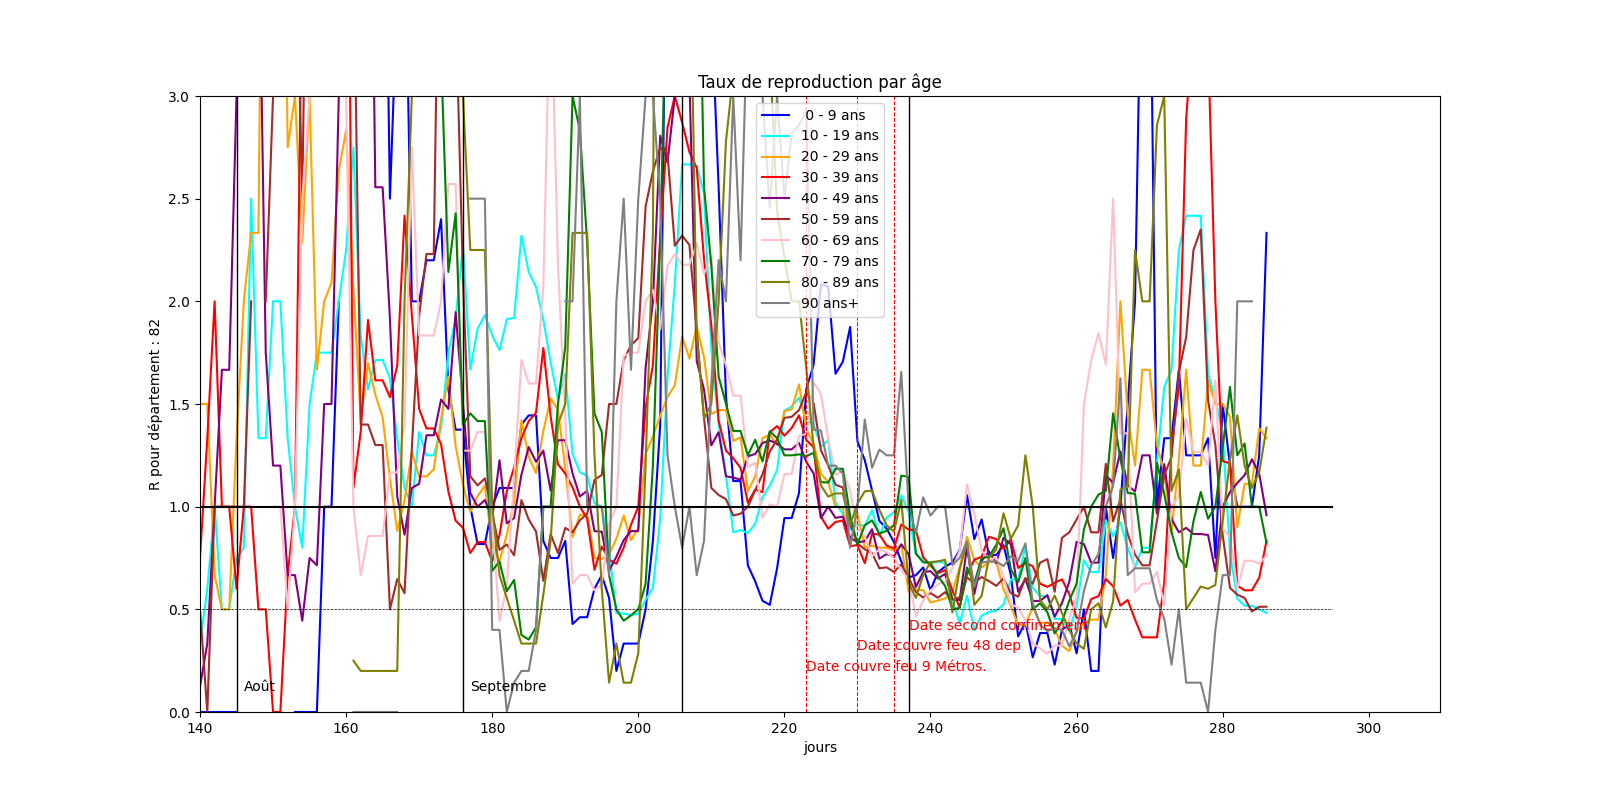 Taux de reproduction par âge
3.0
2.5
2.0
1.5
1.0
0.5
0.0
R pour département : 82
0 - 9 ans
10 - 19 ans
20 - 29 ans
30 - 39 ans
40 - 49 ans
50 - 59 ans
60 - 69 ans
70 - 79 ans
80 - 89 ans
90 ans+
Date second confinement
Date couvre feu 48 dep
Date couvre feu 9 Métros.
Août
Septembre
140
160
180
200
220
240
260
280
300
jours